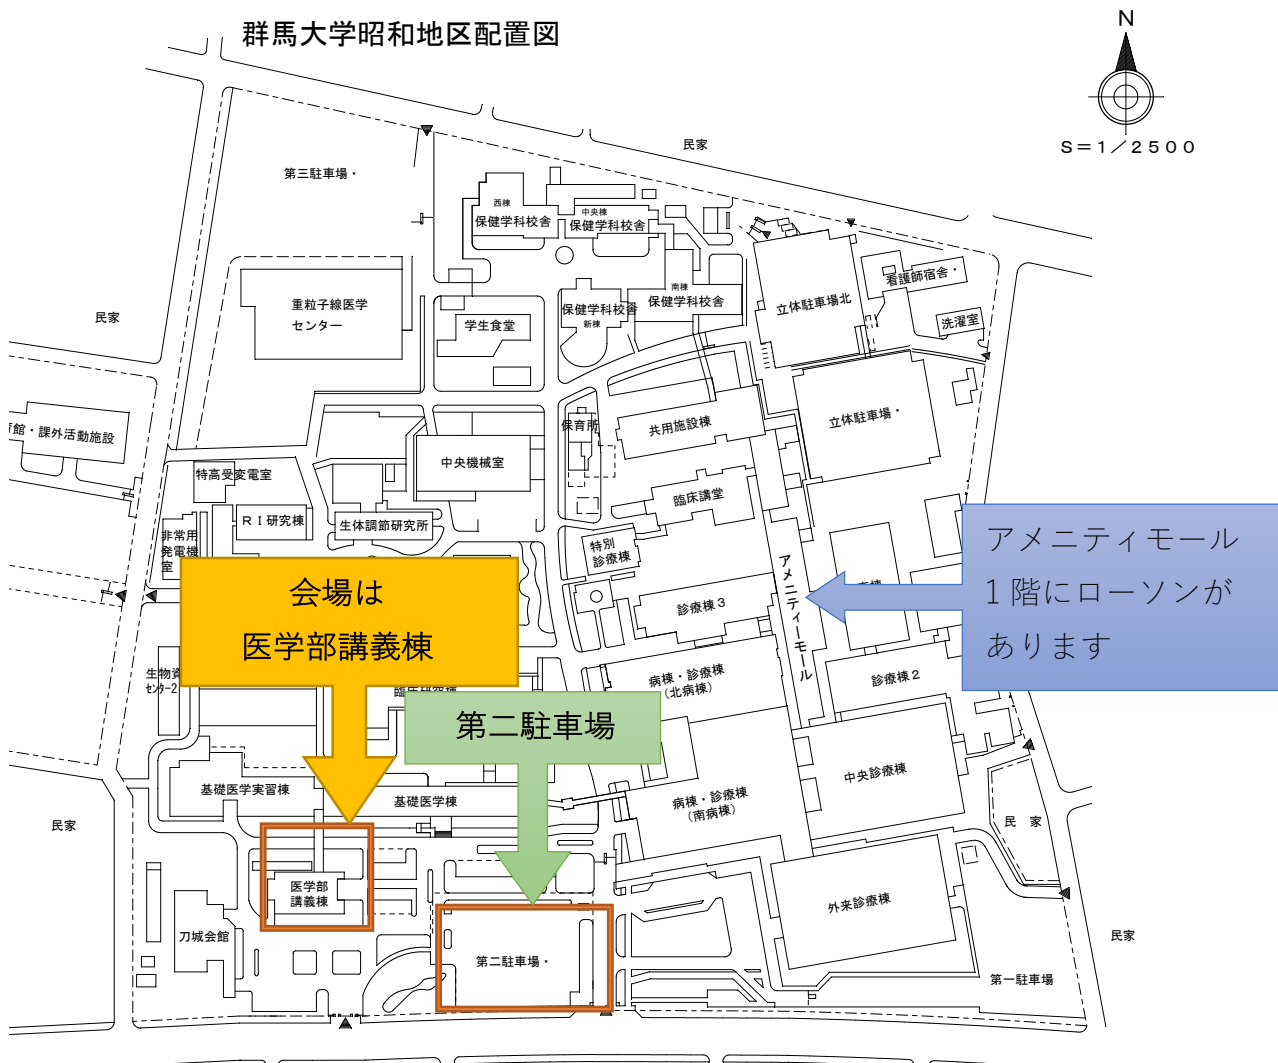 群馬大学昭和地区配置図
N
S=1/2500
民家
第三駐車場・
西棟
保健学科校舎
中央棟
保健学科校舎
南棟
保健学科校舎
保健学科校舎
新棟
立体駐車場北
看護師宿舎・
洗濯室
重粒子線医学
センター
民家
学生食堂
立体駐車場・
館・課外活動施設
保育所
共用施設棟
中央機械室
特高受変電室
臨床講堂
RI研究棟
生体調節研究所
非常用
発電機
室
特別
診療棟
アメニティモール
1階にローソンが
あります
会場は
医学部講義棟
診療棟3
アメニティーモール
生物資
センター2
臨床研究棟
病棟・診療棟
(北病棟)
診療棟2
第二駐車場
基礎医学実習棟
基礎医学棟
病棟・診療棟
(南病棟)
中央診療棟
民家
民 家
医学部
講義棟
外来診療棟
刀城会館
第二駐車場・
第一駐車場
民家